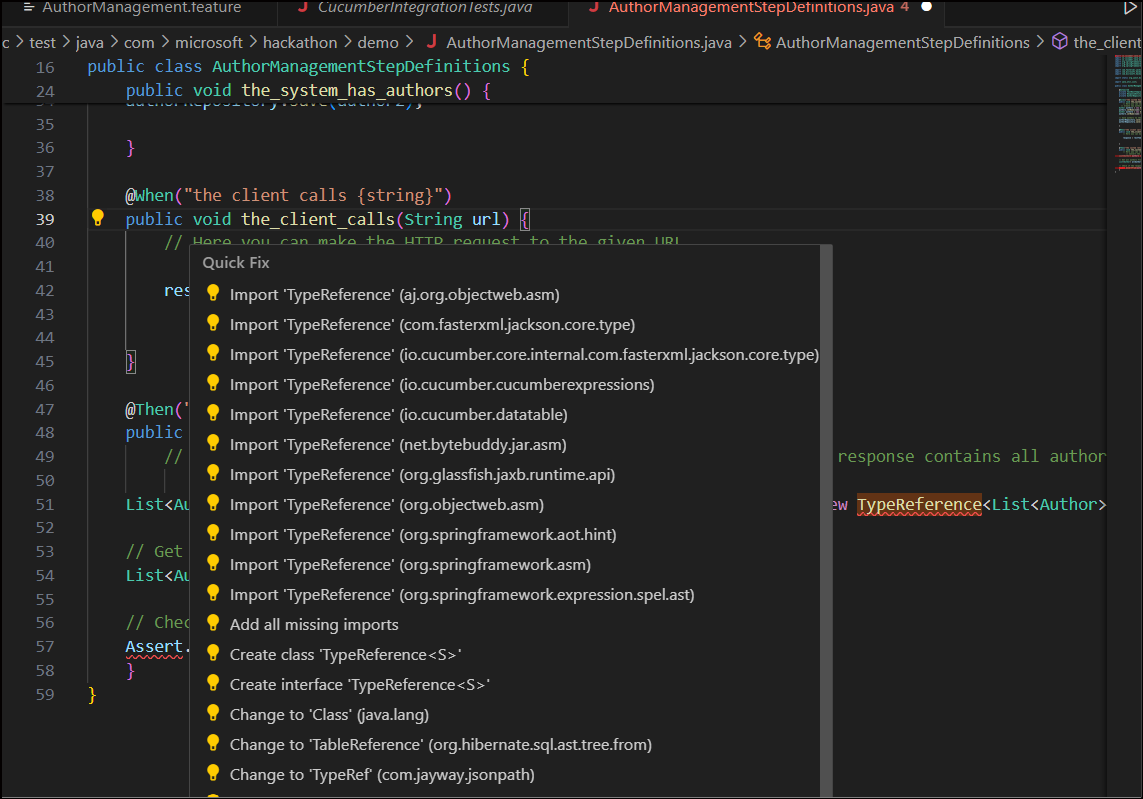 AuthorManagement.feature CucumberIntegrationTests.java AuthorManagementStepDefinitions.java 4
c > test > java > com > microsoft > hackathon > demo > AuthorManagementStepDefinitions.java > AuthorManagementStepDefinitions > the_client
16 public class AuthorManagementStepDefinitions {
24 public void the_system_has_authors() {
authorRepository.save(author2);
35
36 }
37
38 @When("the client calls {string}")
39 public void the_client_calls(String url) {
40 // Here you can make the HTTP request to the given URL
41
42 res
43
44
45 }
46
47 @Then("
48 public
49 // response contains all author
50
51 List<Au ew TypeReference<List<Author>
52
53 // Get
54 List<Au
55
56 // Chec
57 Assert.
58 }
59 }
Quick Fix
Import 'TypeReference' (aj.org.objectweb.asm)
Import 'TypeReference' (com.fasterxml.jackson.core.type)
Import 'TypeReference' (io.cucumber.core.internal.com.fasterxml.jackson.core.type)
Import 'TypeReference' (io.cucumber.cucumberexpressions)
Import 'TypeReference' (io.cucumber.datatable)
Import 'TypeReference' (net.bytebuddy.jar.asm)
Import 'TypeReference' (org.glassfish.jaxb.runtime.api)
Import 'TypeReference' (org.objectweb.asm)
Import 'TypeReference' (org.springframework.aot.hint)
Import 'TypeReference' (org.springframework.asm)
Import 'TypeReference' (org.springframework.expression.spel.ast)
Add all missing imports
Create class 'TypeReference<S>'
Create interface 'TypeReference<S>'
Change to 'Class' (java.lang)
Change to 'TableReference' (org.hibernate.sql.ast.tree.from)
Change to 'TypeRef' (com.jayway.jsonpath)